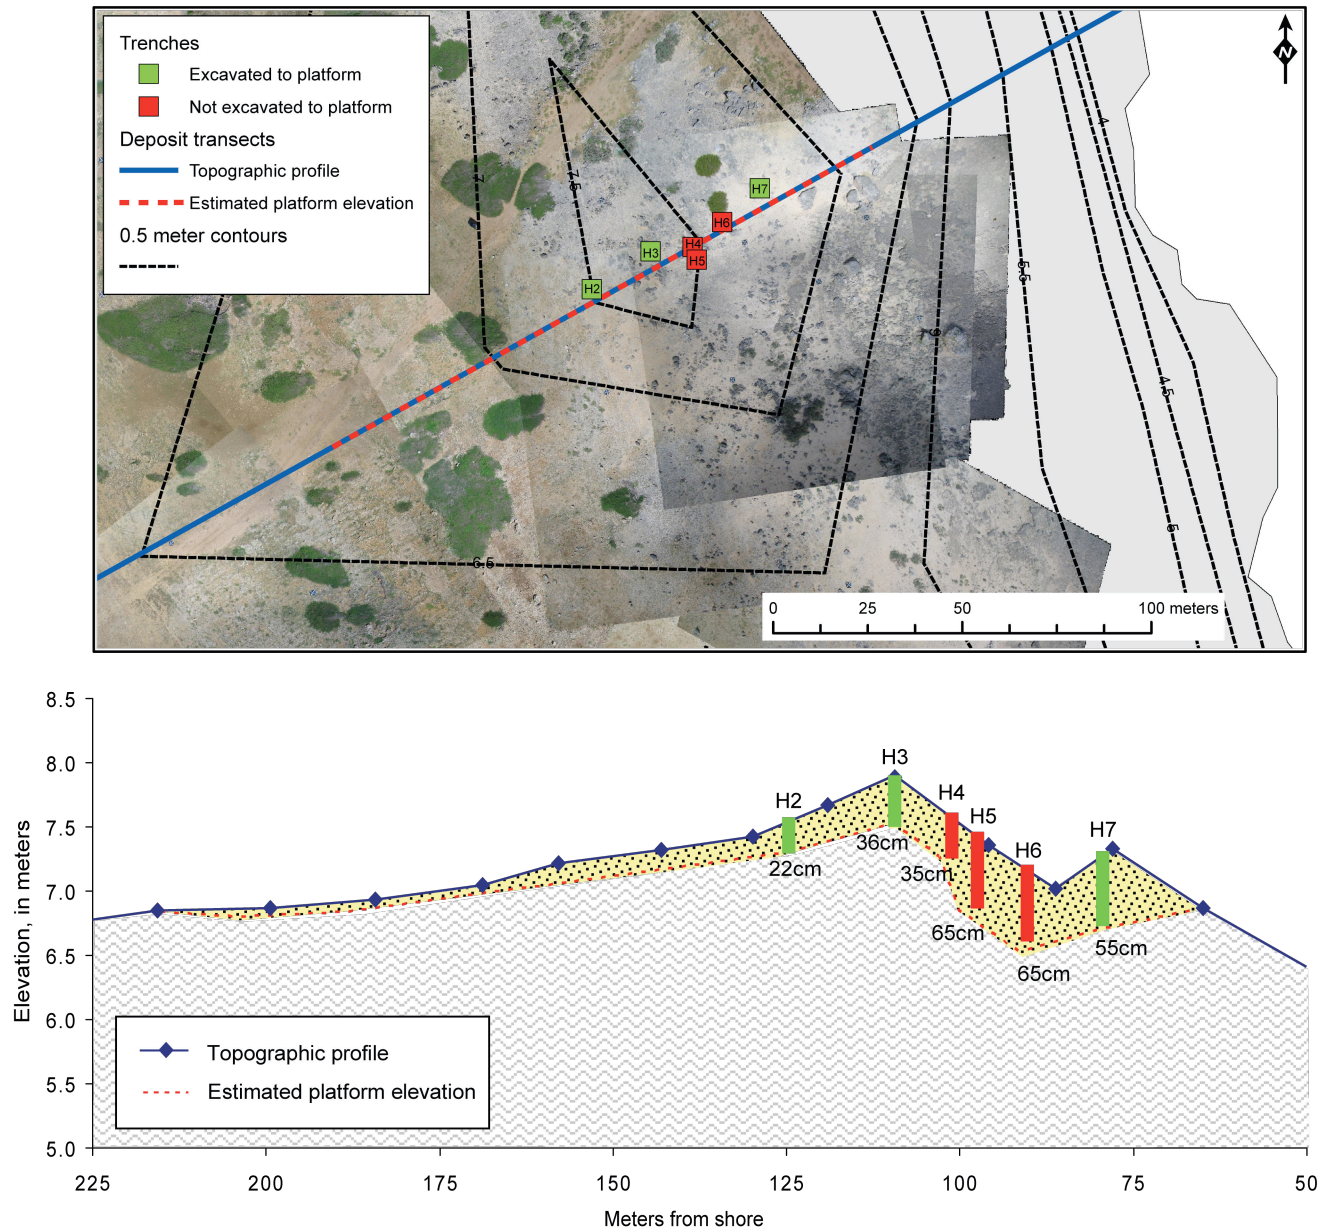 Trenches
Excavated to platform
Not excavated to platform
Deposit transects
Topographic profile
Estimated platform elevation
0.5 meter contours
N
4
7
7.5
H7
H6
H4
H3
H5
5.5
H2
6
4.5
5
6.5
0 25 50 100 meters
8.5
8.0
7.5
7.0
6.5
6.0
5.5
5.0
Elevation, in meters
H3
H2
H4
H5
H7
H6
36cm
22cm
35cm
65cm
55cm
65cm
Topographic profile
Estimated platform elevation
225 200 175 150 125 100 75 50
Meters from shore